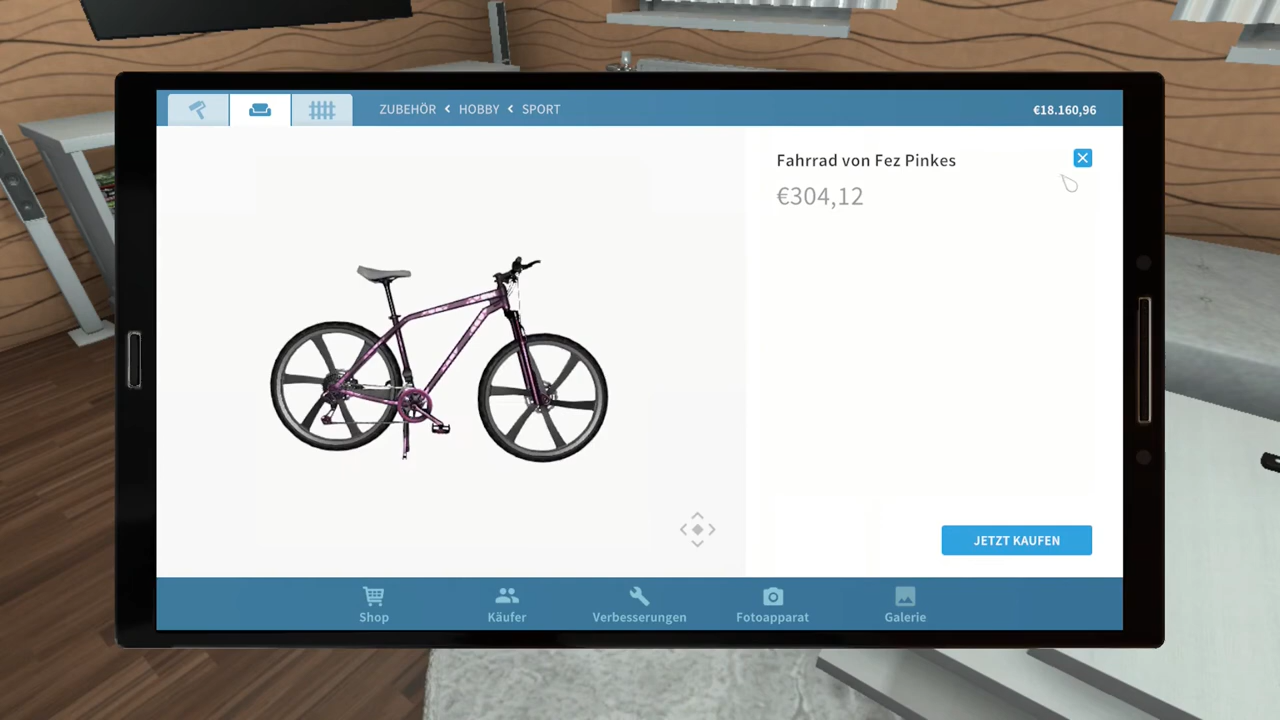 ZUBEHÖR < HOBBY < SPORT
€18.160,96
Fahrrad von Fez Pinkes
€304,12
JETZT KAUFEN
Shop
Käufer
Verbesserungen
Fotoapparat
Galerie